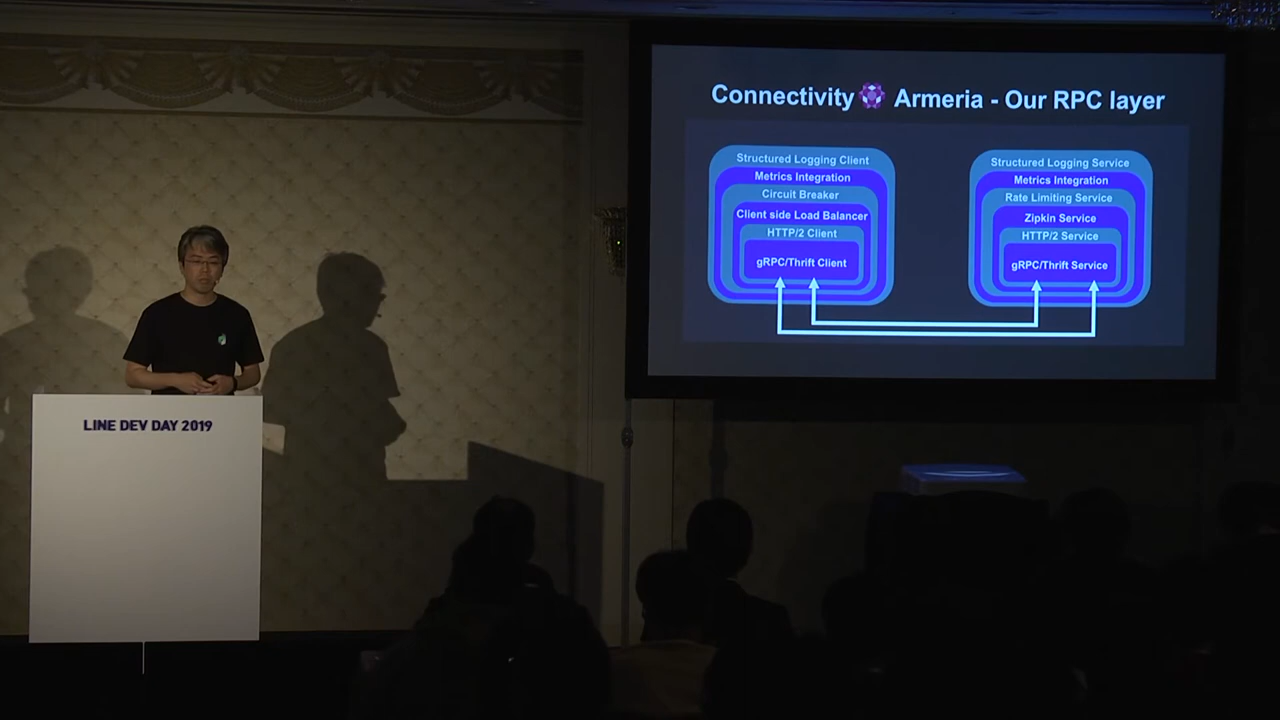 Connectivity Armeria - Our RPC layer
Structured Logging Client
Metrics Integration
Circuit Breaker
Client side Load Balancer
HTTP/2 Client
gRPC/Thrift Client
Structured Logging Service
Metrics Integration
Rate Limiting Service
Zipkin Service
HTTP/2 Service
gRPC/Thrift Service
LINE DEV DAY 2019